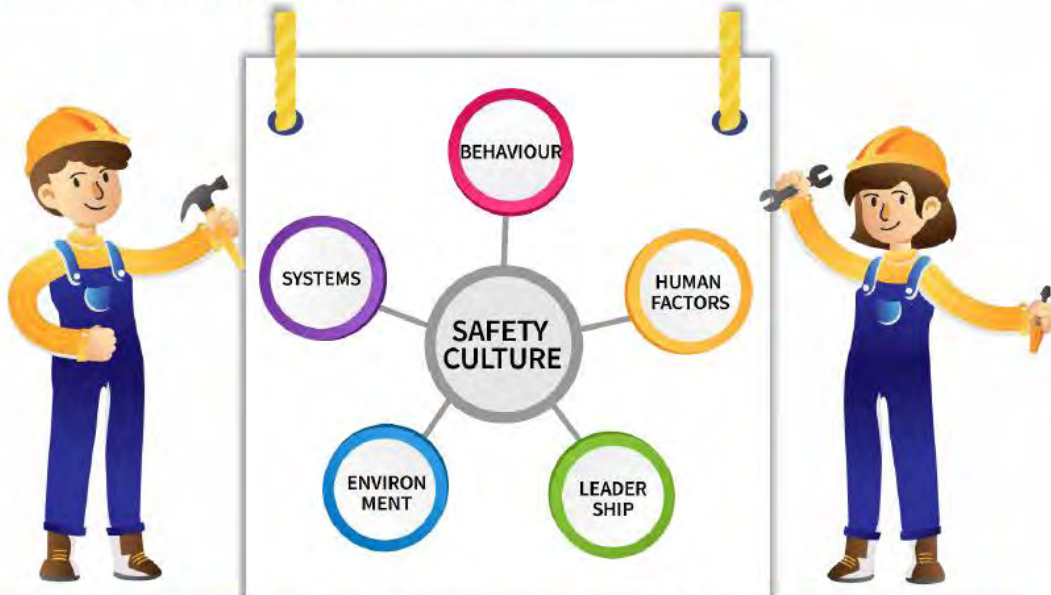 BEHAVIOUR
SYSTEMS
HUMAN
FACTORS
SAFETY
CULTURE
ENVIRON
MENT
LEADER
SHIP